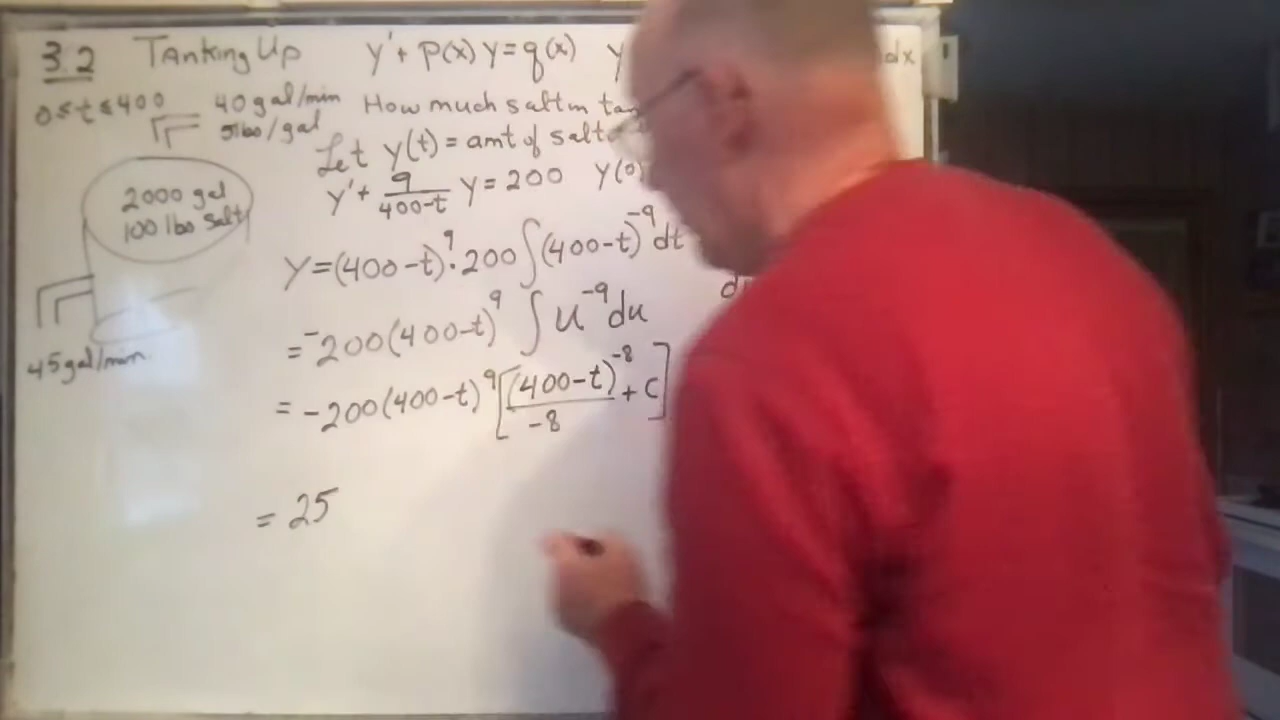 3.2 Tanking Up y' + p(x) y = q(x) y dx
0≤t≤400 40 gal/min How much salt in
5 lbs/gal Let y(t) = amt of salt
2000 gal
100 lbs salt
y' + 9/(400-t) y = 200 y(0)
y = (400-t)^9 · 200 ∫(400-t)^-9 dt
= -200(400-t)^9 ∫ u^-9 du
45 gal/min
= -200(400-t)^9 [(400-t)^-8/-8 + C]
= 25